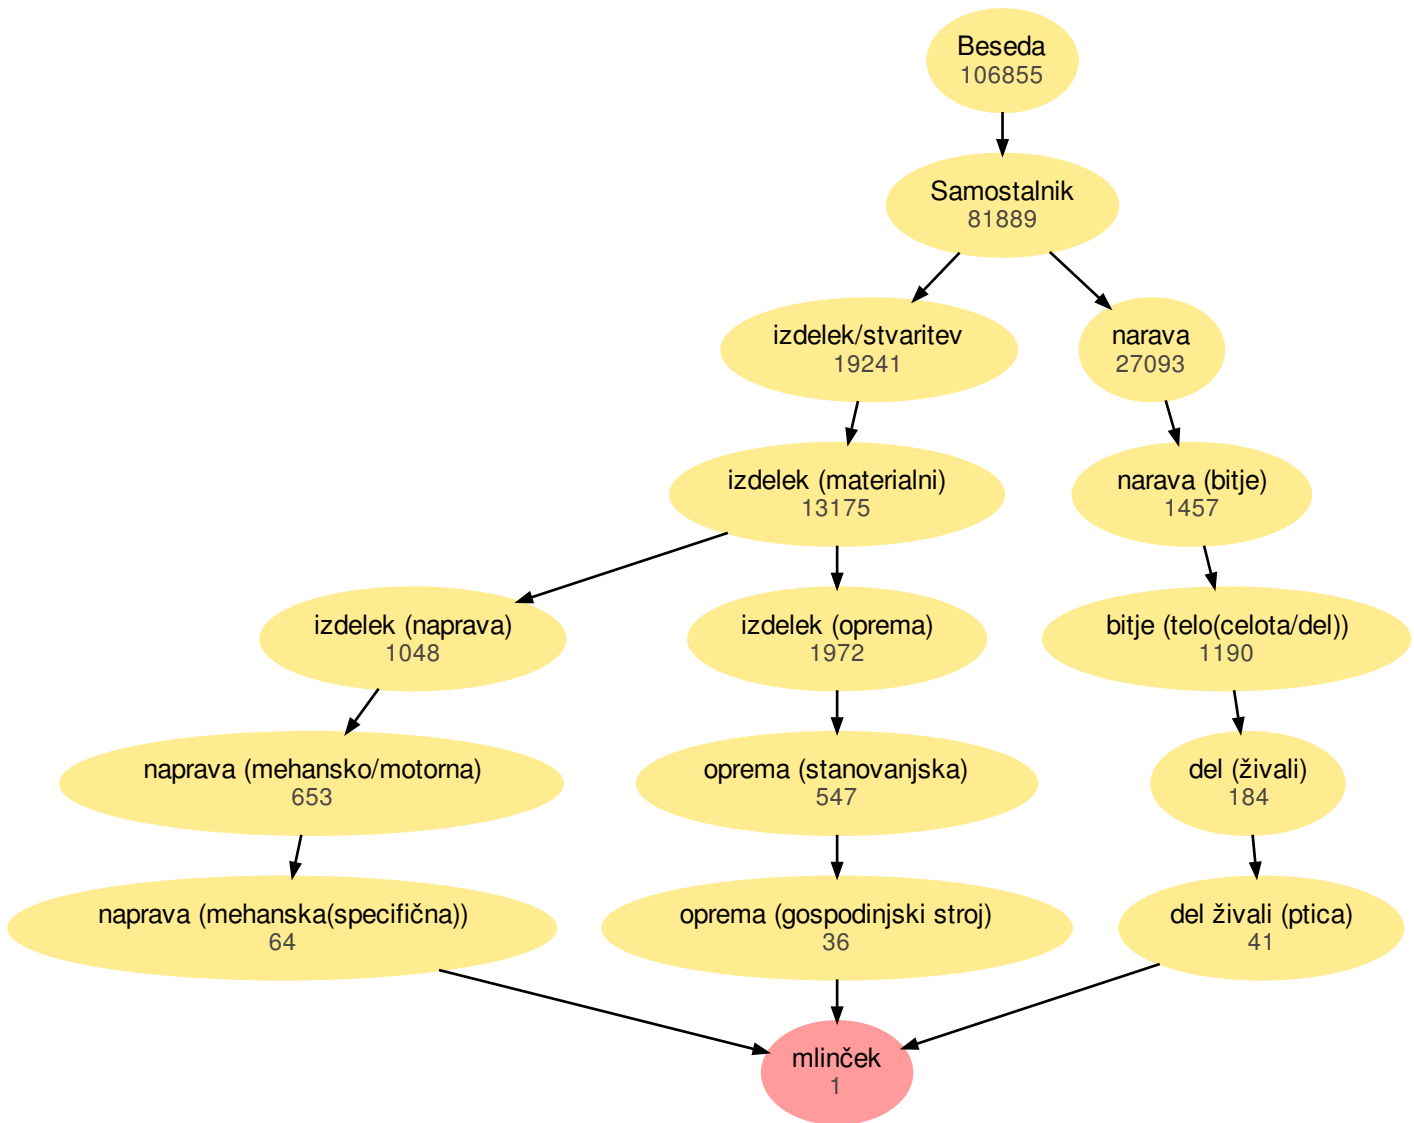 Beseda
106855
Samostalnik
81889
izdelek/stvaritev
19241
narava
27093
izdelek (materialni)
13175
narava (bitje)
1457
izdelek (naprava)
1048
izdelek (oprema)
1972
bitje (telo(celota/del))
1190
naprava (mehansko/motorna)
653
oprema (stanovanjska)
547
del (živali)
184
naprava (mehanska(specifična))
64
oprema (gospodinjski stroj)
36
del živali (ptica)
41
mlinček
1